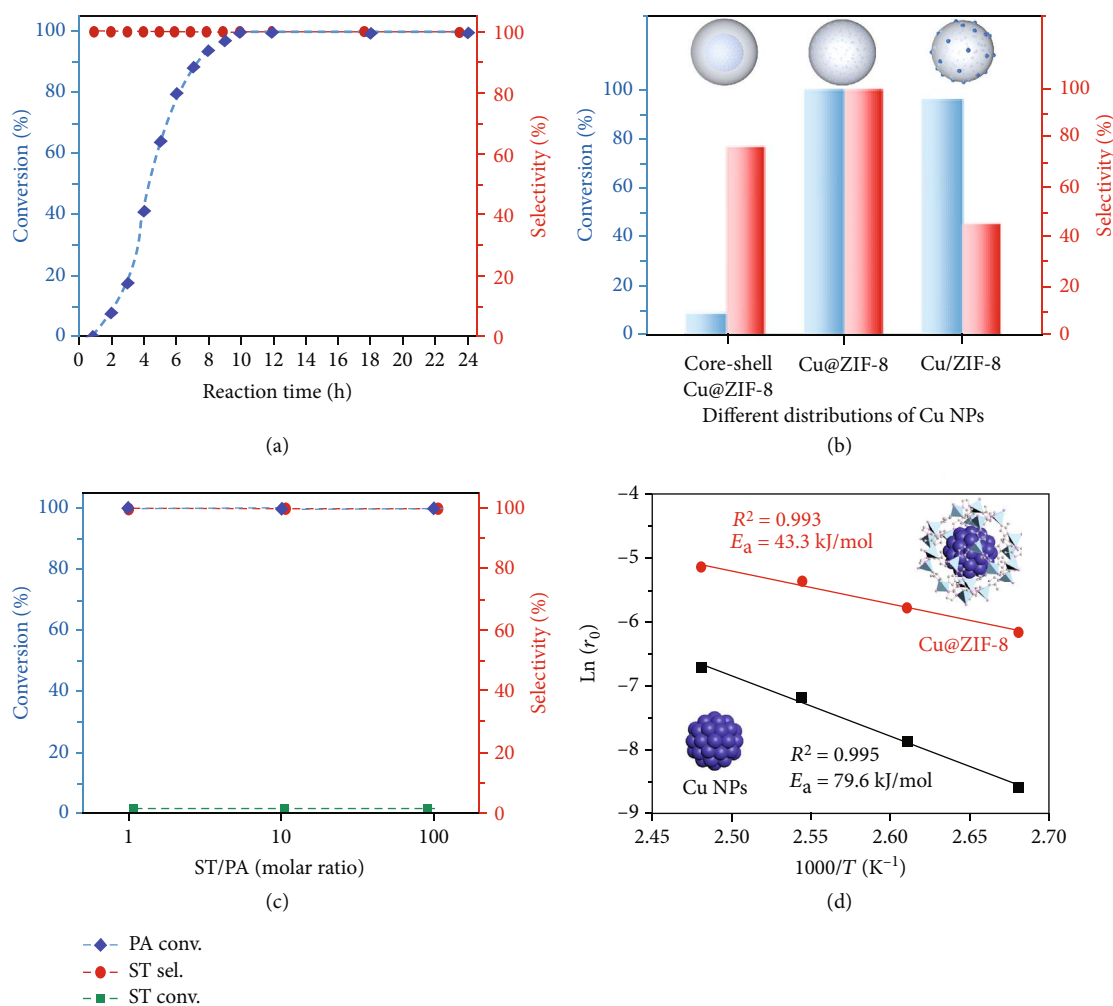 100
80
60
40
20
0
Conversion (%)
100
80
60
40
20
0
Selectivity (%)
0 2 4 6 8 10 12 14 16 18 20 22 24
Reaction time (h)
(a)
100
80
60
40
20
0
Conversion (%)
100
80
60
40
20
0
Selectivity (%)
Core-shell
Cu@ZIF-8
Cu@ZIF-8
Cu/ZIF-8
Different distributions of Cu NPs
(b)
100
80
60
40
20
0
Conversion (%)
100
80
60
40
20
0
Selectivity (%)
1 10 100
ST/PA (molar ratio)
(c)
PA conv.
ST sel.
ST conv.
−4
−5
−6
−7
−8
−9
Ln (r0)
R² = 0.993
Ea = 43.3 kJ/mol
Cu@ZIF-8
Cu NPs
R² = 0.995
Ea = 79.6 kJ/mol
2.45 2.50 2.55 2.60 2.65 2.70
1000/T (K⁻¹)
(d)